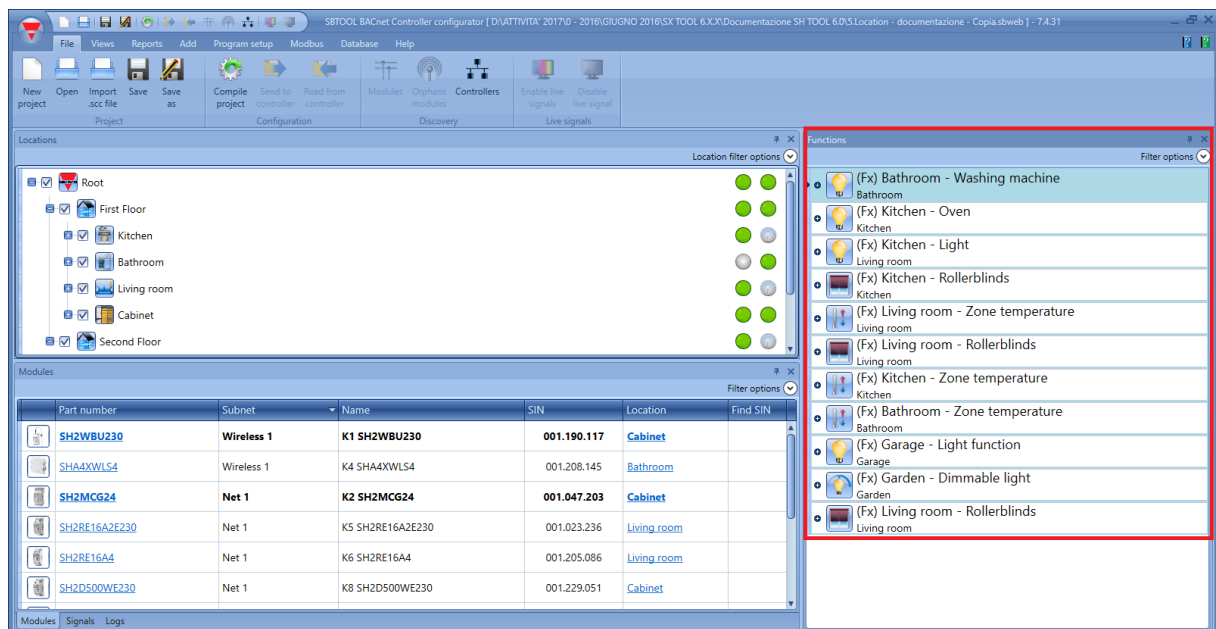 SBTOOL BACnet Controller configurator [ D:\ATTIVITA' 2017\0 - 2016\GIUGNO 2016\SX TOOL 6.X.X\Documentazione SH TOOL 6.0\5.Location - documentazione - Copia.sbweb ] - 7.4.31
File Views Reports Add Program setup Modbus Database Help
New project
Open
Import .scc file
Save
Save as
Compile project
Send to controller
Read from controller
Modules
Orphans modules
Controllers
Enable live signals
Disable live signal
Project Configuration Discovery Live signals
Locations
Location filter options
Root
First Floor
Kitchen
Bathroom
Living room
Cabinet
Second Floor
Modules
Filter options
Part number Subnet Name SIN Location Find SIN
SH2WBU230 Wireless 1 K1 SH2WBU230 001.190.117 Cabinet
SHA4XWLS4 Wireless 1 K4 SHA4XWLS4 001.208.145 Bathroom
SH2MCG24 Net 1 K2 SH2MCG24 001.047.203 Cabinet
SH2RE16A2E230 Net 1 K5 SH2RE16A2E230 001.023.236 Living room
SH2RE16A4 Net 1 K6 SH2RE16A4 001.205.086 Living room
SH2D500WE230 Net 1 K8 SH2D500WE230 001.229.051 Cabinet
Modules Signals Logs
Functions
Filter options
(Fx) Bathroom - Washing machine
Bathroom
(Fx) Kitchen - Oven
Kitchen
(Fx) Kitchen - Light
Living room
(Fx) Kitchen - Rollerblinds
Kitchen
(Fx) Living room - Zone temperature
Living room
(Fx) Living room - Rollerblinds
Living room
(Fx) Kitchen - Zone temperature
Kitchen
(Fx) Bathroom - Zone temperature
Bathroom
(Fx) Garage - Light function
Garage
(Fx) Garden - Dimmable light
Garden
(Fx) Living room - Rollerblinds
Living room